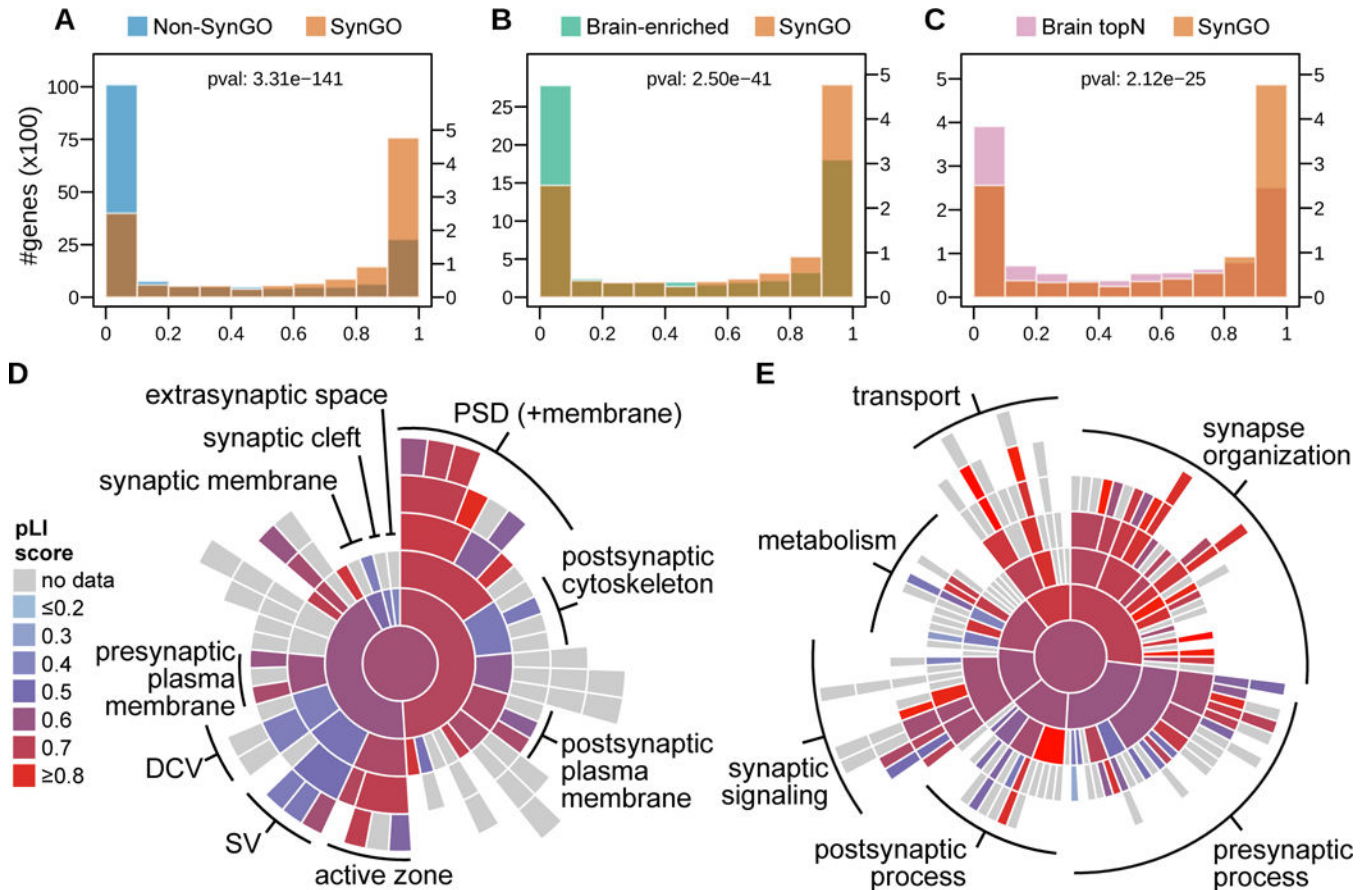 A
Non-SynGO
SynGO
pval: 3.31e−141
#genes (x100)
100
75
50
25
0
5
4
3
2
1
0
0
0.2
0.4
0.6
0.8
1
B
Brain-enriched
SynGO
pval: 2.50e−41
25
20
15
10
5
0
5
4
3
2
1
0
0
0.2
0.4
0.6
0.8
1
C
Brain topN
SynGO
pval: 2.12e−25
5
4
3
2
1
0
5
4
3
2
1
0
0
0.2
0.4
0.6
0.8
1
D
extrasynaptic space
synaptic cleft
synaptic membrane
PSD (+membrane)
postsynaptic
cytoskeleton
postsynaptic
plasma
membrane
active zone
SV
DCV
presynaptic
plasma
membrane
pLI
score
no data
≤0.2
0.3
0.4
0.5
0.6
0.7
≥0.8
E
transport
synapse
organization
metabolism
synaptic
signaling
postsynaptic
process
presynaptic
process